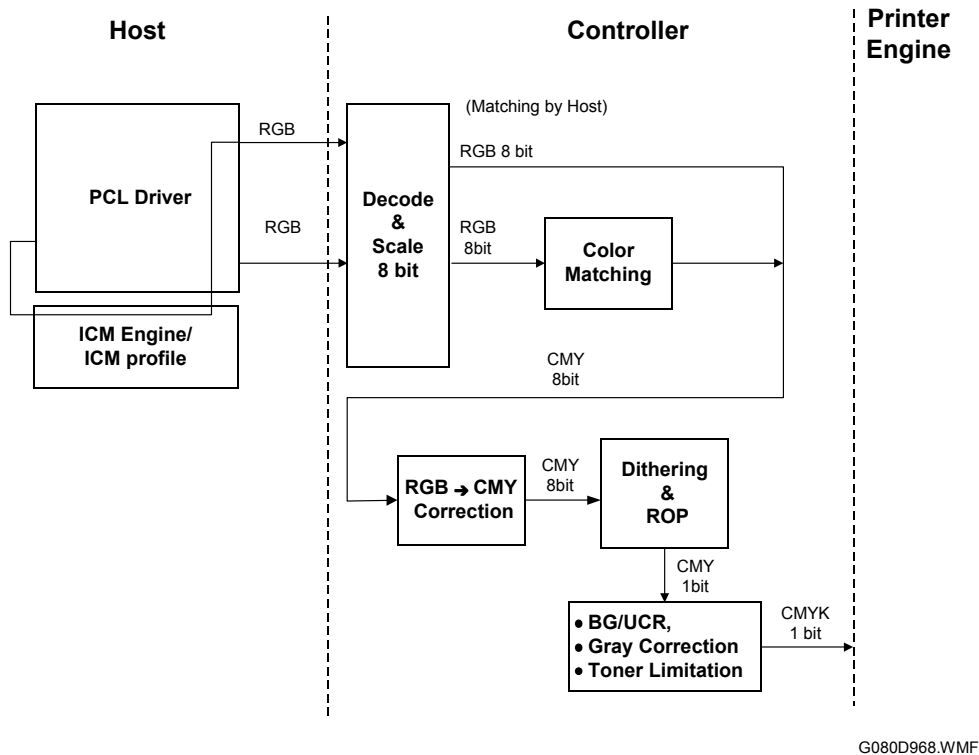 Host
Controller
Printer
Engine
(Matching by Host)
RGB
RGB 8 bit
PCL Driver
Decode
&
Scale
8 bit
RGB
RGB
8bit
Color
Matching
ICM Engine/
ICM profile
CMY
8bit
RGB → CMY
Correction
CMY
8bit
Dithering
&
ROP
CMY
1bit
• BG/UCR,
• Gray Correction
• Toner Limitation
CMYK
1 bit
G080D968.WMF